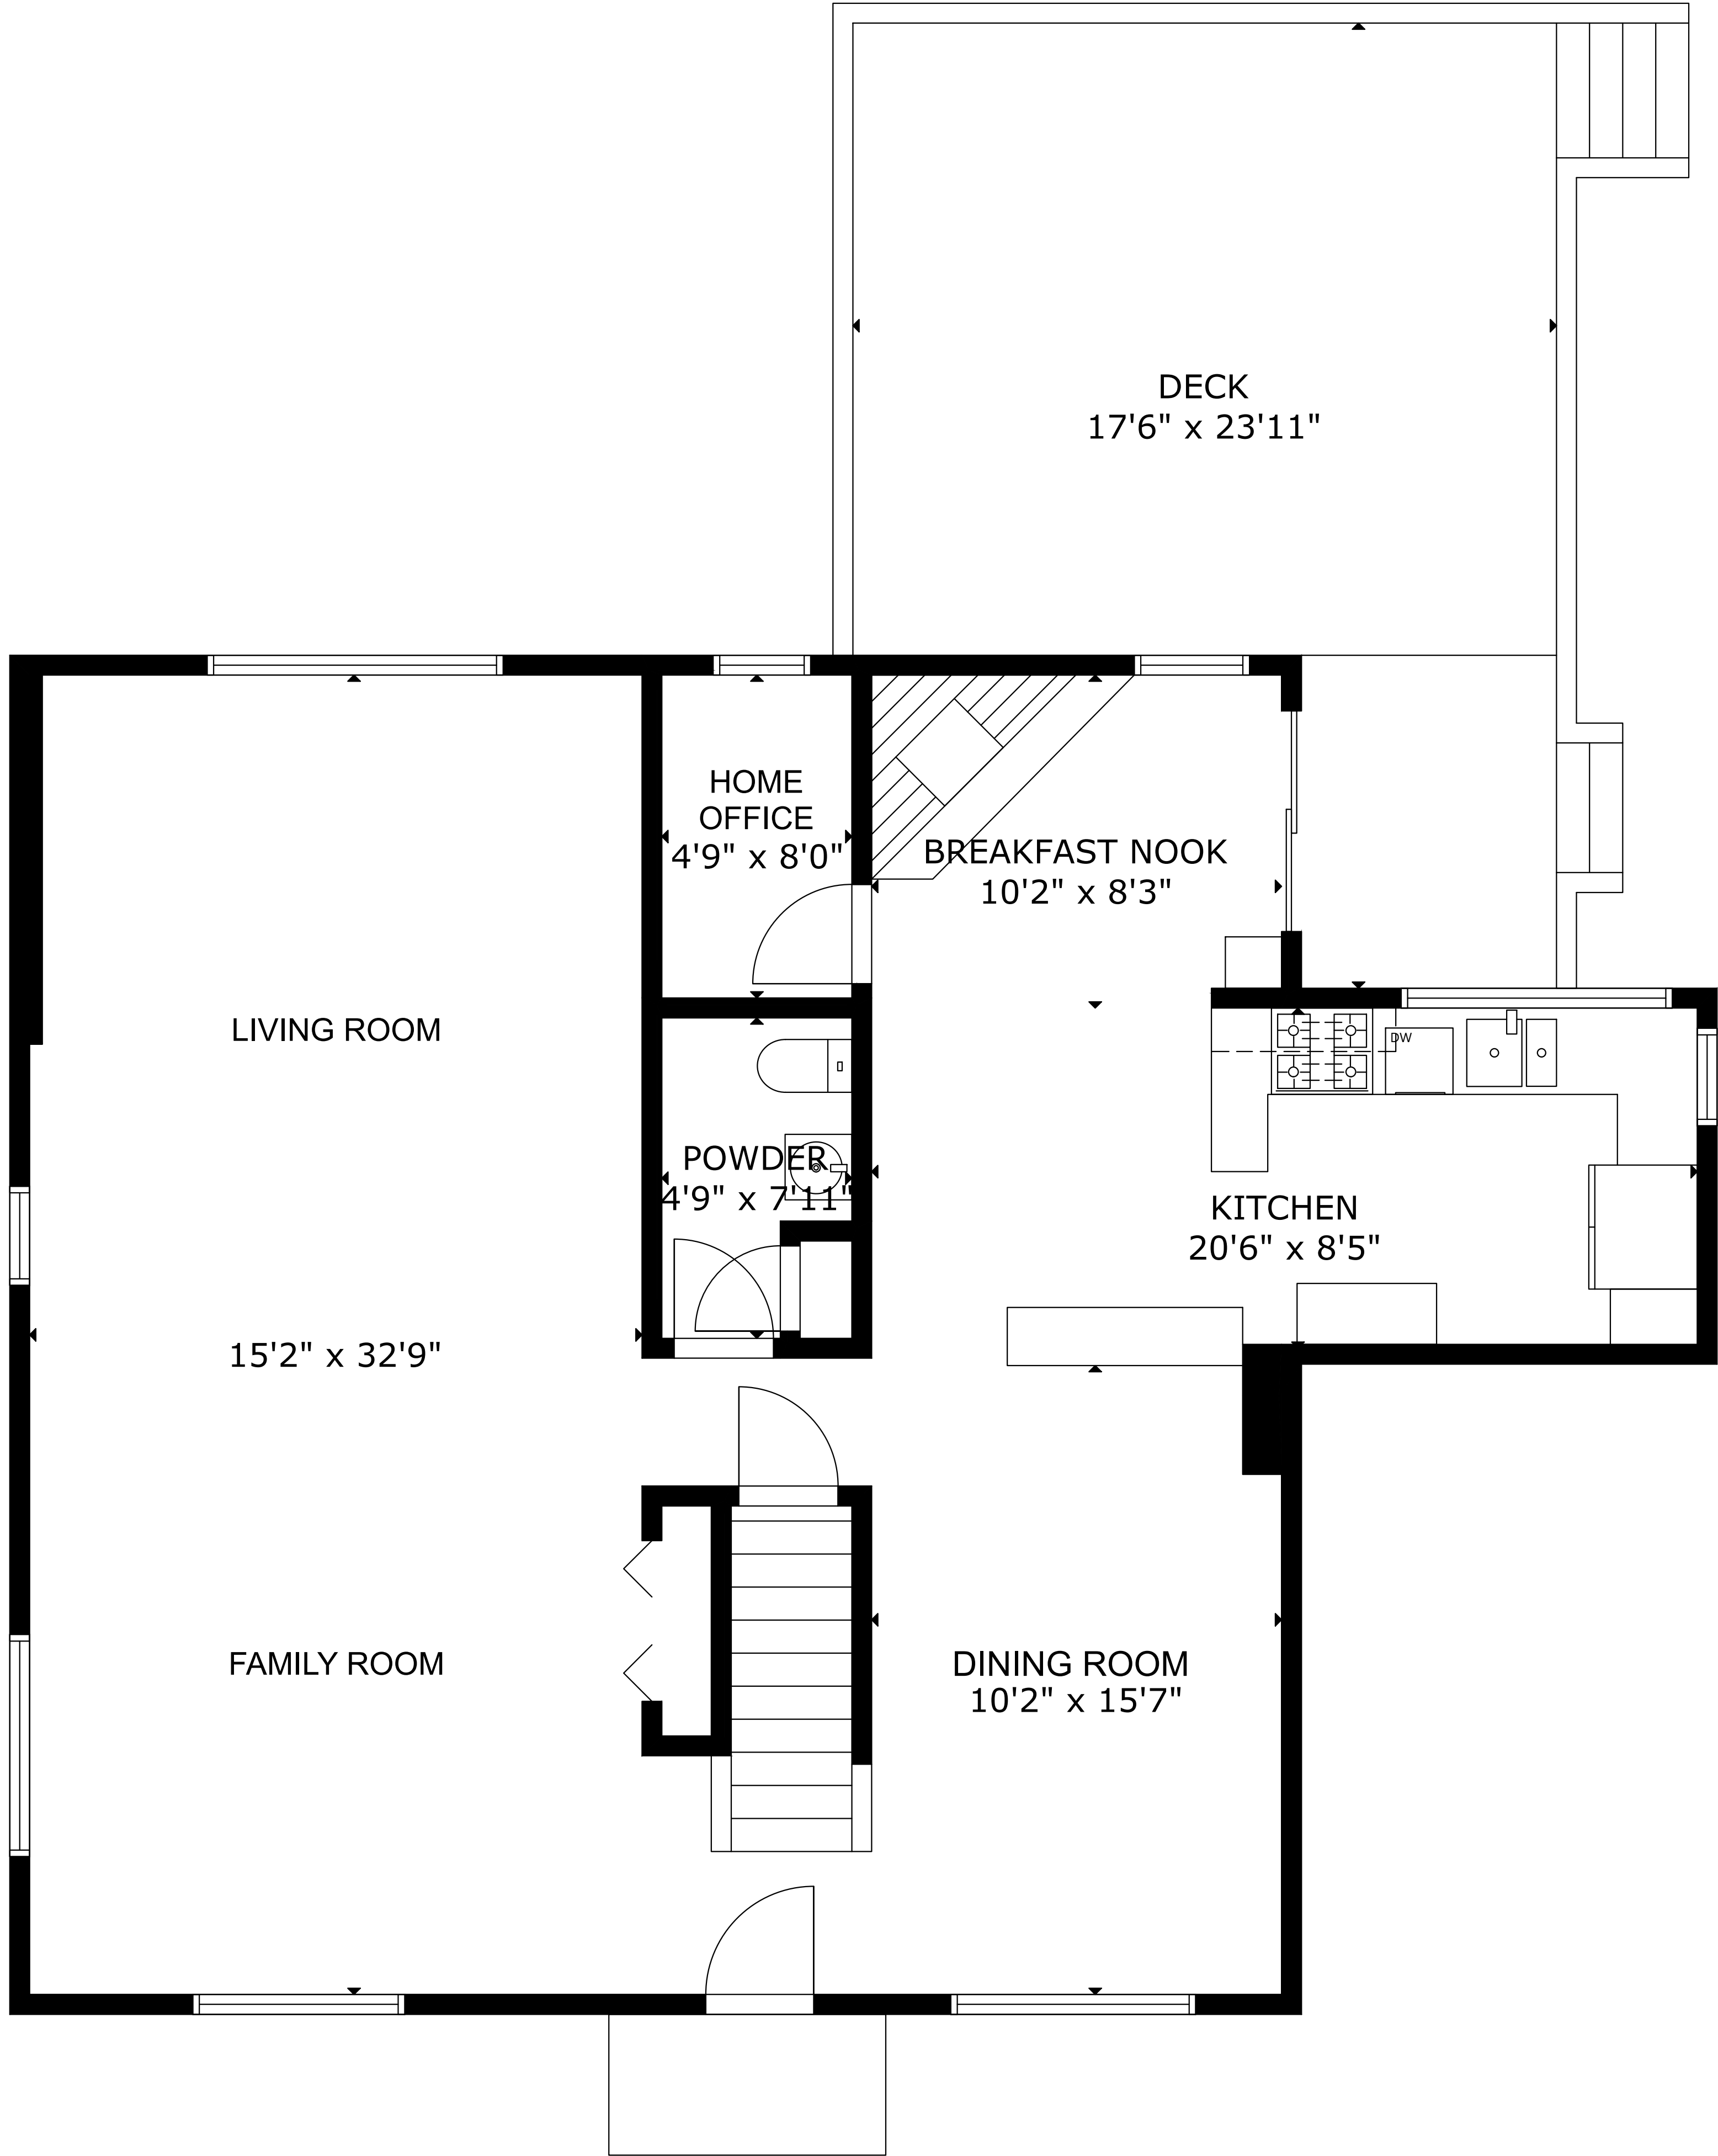 DECK
17'6" x 23'11"
HOME
OFFICE
4'9" x 8'0"
BREAKFAST NOOK
10'2" x 8'3"
LIVING ROOM
DW
POWDER
4'9" x 7'11"
KITCHEN
20'6" x 8'5"
15'2" x 32'9"
FAMILY ROOM
DINING ROOM
10'2" x 15'7"